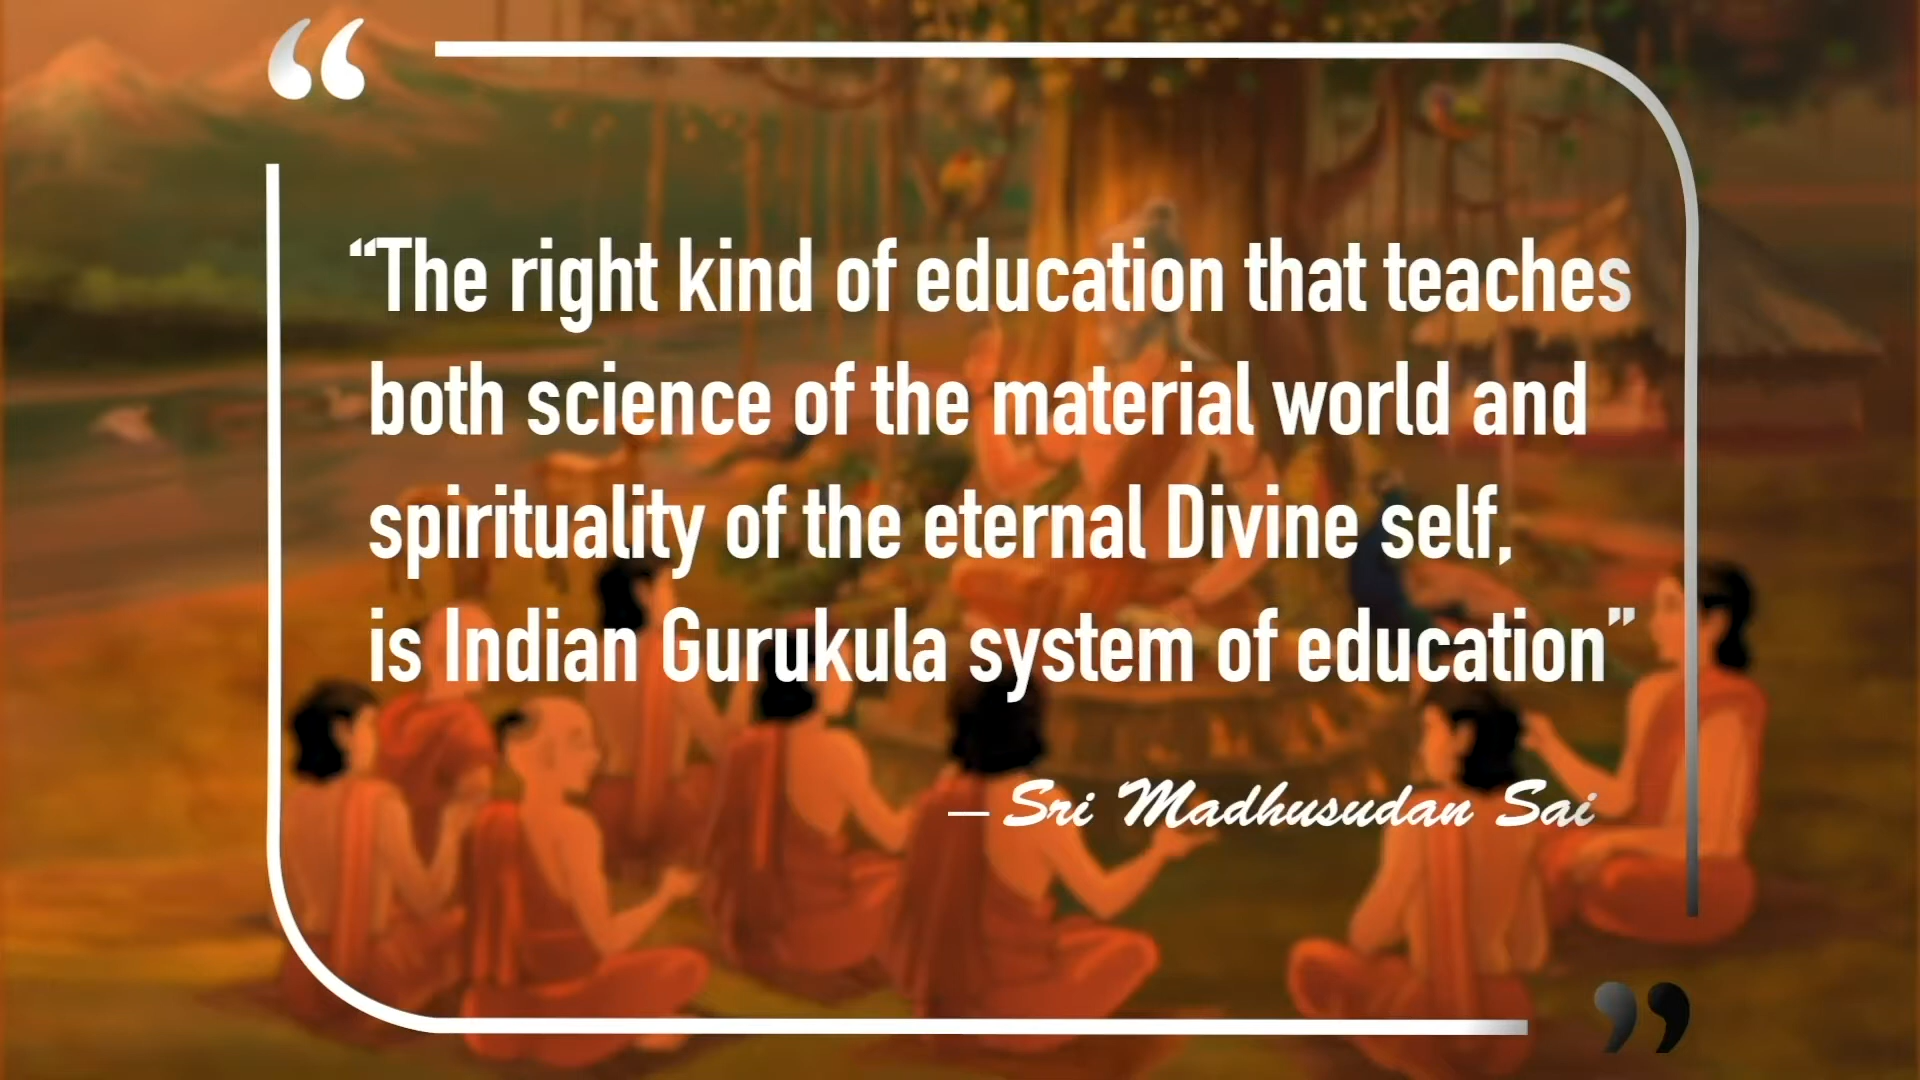 “The right kind of education that teaches
both science of the material world and
spirituality of the eternal Divine self,
is Indian Gurukula system of education”
— Sri Madhusudan Sai